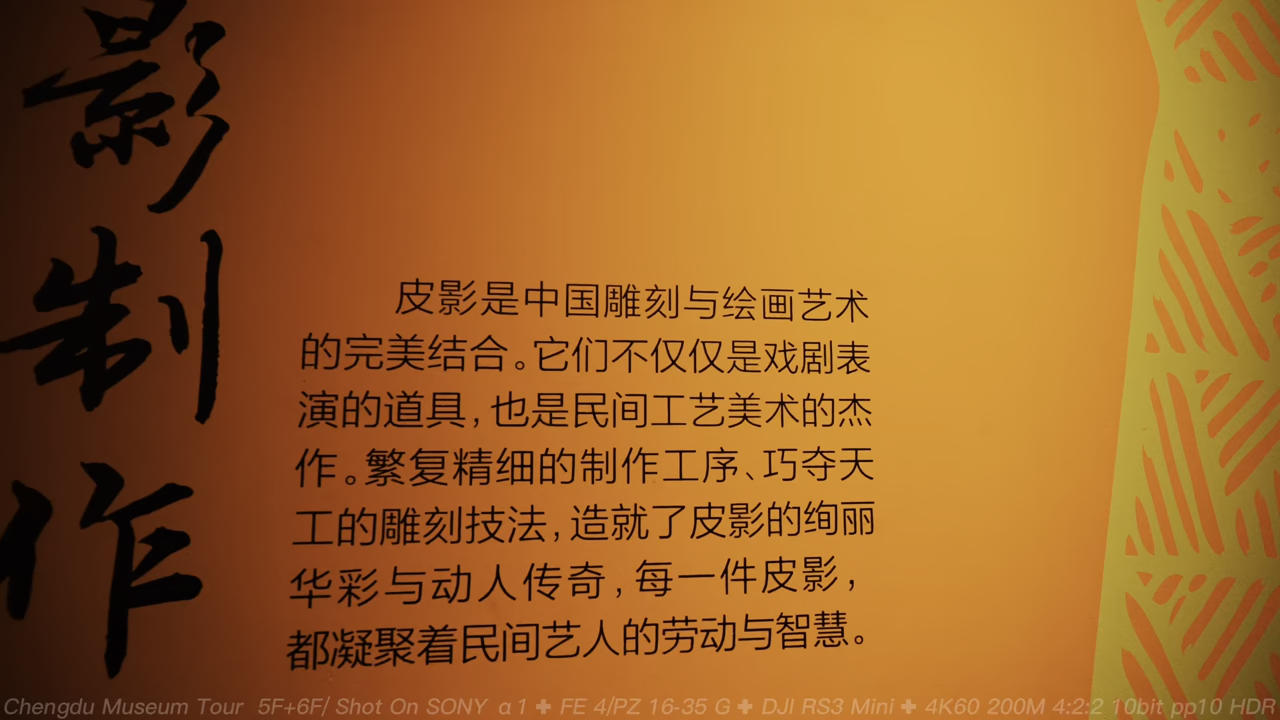 影制作
皮影是中国雕刻与绘画艺术
的完美结合。它们不仅仅是戏剧表
演的道具,也是民间工艺美术的杰
作。繁复精细的制作工序、巧夺天
工的雕刻技法,造就了皮影的绚丽
华彩与动人传奇,每一件皮影,
都凝聚着民间艺人的劳动与智慧。
Chengdu Museum Tour 5F+6F/ Shot On SONY α1 ✚ FE 4/PZ 16-35 G ✚ DJI RS3 Mini ✚ 4K60 200M 4:2:2 10bit pp10 HDR